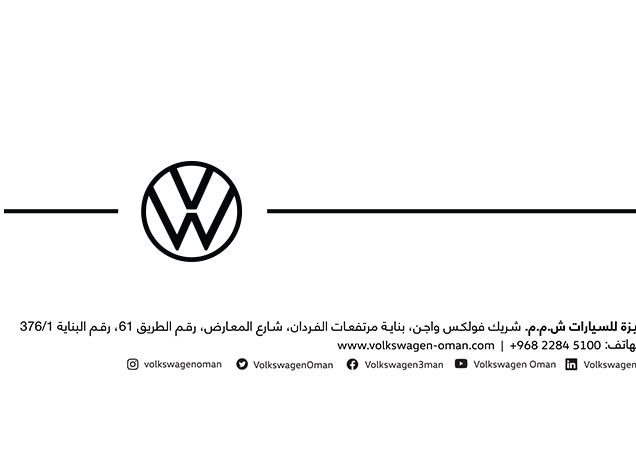 للسيارات ش.م.م. شريك فولكس واجن، بناية مرتفعات الفردان، شارع المعارض، رقم الطريق 61، رقم البناية 376/1
هاتف: 5100 2284 968+ | www.volkswagen-oman.com
volkswagenoman VolkswagenOman Volkswagen3man Volkswagen Oman Volkswagen